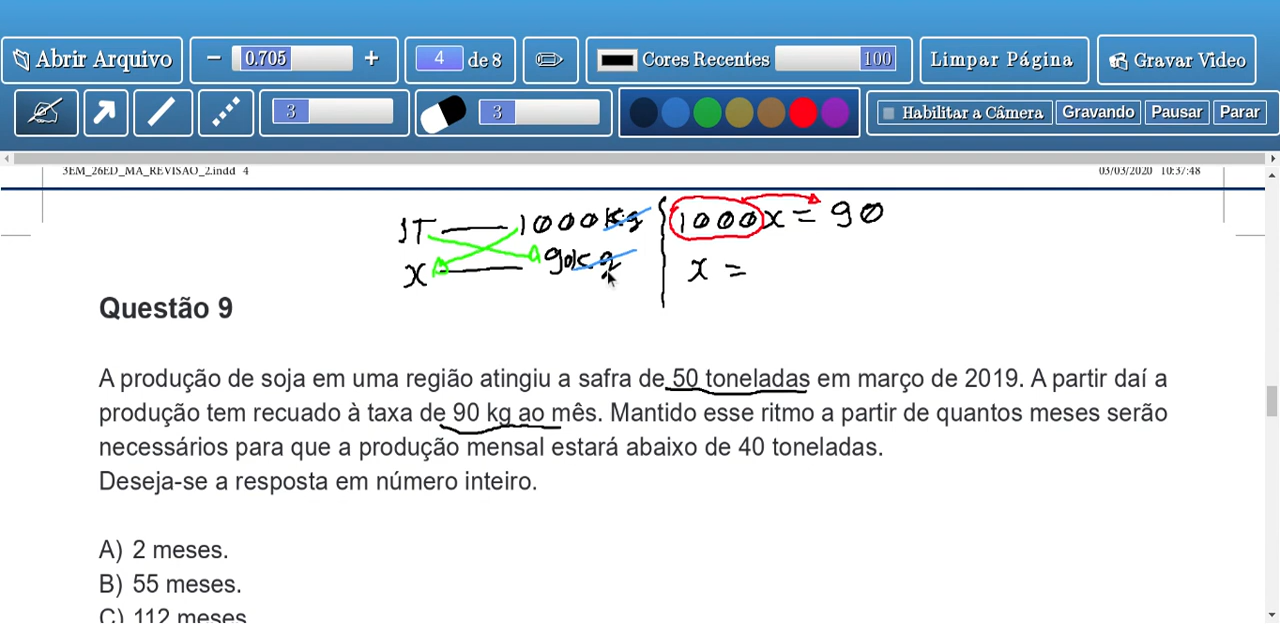 Abrir Arquivo − 0.705 + 4 de 8 Cores Recentes 100 Limpar Página Gravar Video
3 3 Habilitar a Câmera Gravando Pausar Parar
3EM_26ED_MA_REVISAO_2.indd 4 03/03/2020 10:37:48
1T — 1000kg 1000x = 90
x — 90kg x =
Questão 9
A produção de soja em uma região atingiu a safra de 50 toneladas em março de 2019. A partir daí a
produção tem recuado à taxa de 90 kg ao mês. Mantido esse ritmo a partir de quantos meses serão
necessários para que a produção mensal estará abaixo de 40 toneladas.
Deseja-se a resposta em número inteiro.
A) 2 meses.
B) 55 meses.
C) 112 meses